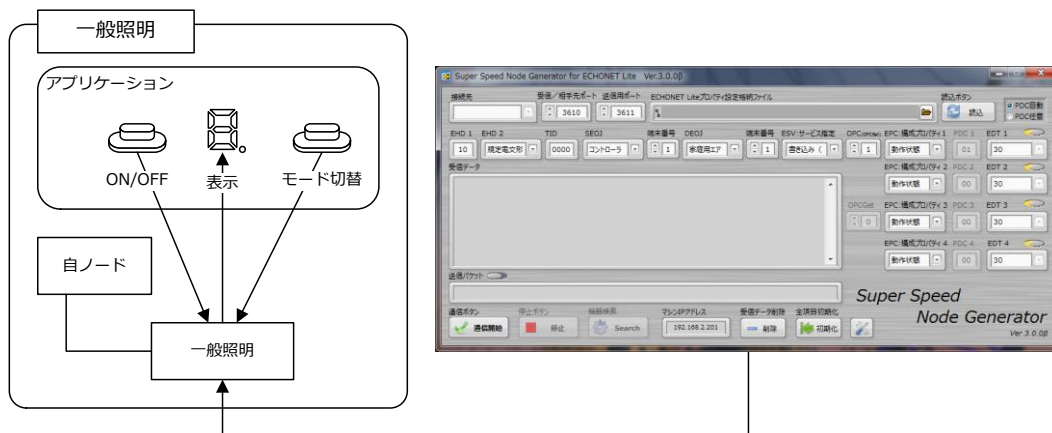 一般照明
アプリケーション
ON/OFF
表示
モード切替
自ノード
一般照明
Super Speed Node Generator for ECHONET Lite Ver.3.0.0β
接続先 受信/相手先ポート 送信用ポート ECHONET Liteプロパティ設定格納ファイル 読込ボタン
3610 3611 読込 PDC自動
PDC任意
EHD 1 EHD 2 TID SEOJ 端末番号 DEOJ 端末番号 ESV:サービス指定 EPC:構成プロパティ1 PDC 1 EDT 1
10 規定電文形 0000 コントローラ 1 家庭用エア 1 書き込み ( 1 動作状態 01 30
受信データ EPC:構成プロパティ 2 PDC 2 EDT 2
動作状態 00 30
OPCGet EPC:構成プロパティ 3 PDC 3 EDT 3
0 動作状態 00 30
EPC:構成プロパティ 4 PDC 4 EDT 4
動作状態 00 30
送信パケット
Super Speed
Node Generator
Ver.3.0.0β
通信ボタン 停止ボタン 機器検索 マシンIPアドレス 受信データ削除 全項目初期化
通信開始 停止 Search 192.168.2.201 削除 初期化